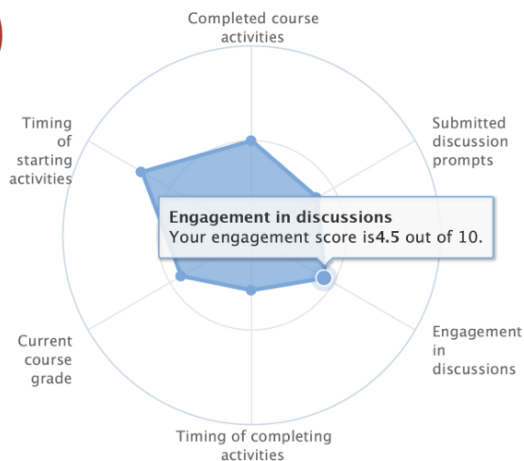 Completed course
activities
Timing
of
starting
activities
Submitted
discussion
prompts
Engagement in discussions
Your engagement score is4.5 out of 10.
Current
course
grade
Engagement
in
discussions
Timing of completing
activities